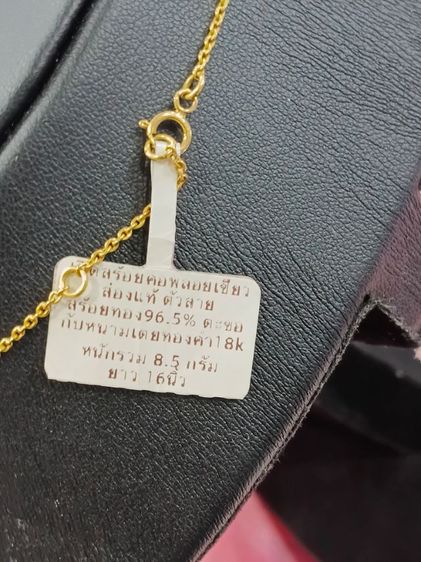 เซ็ตสร้อยคอพลอยเขียว
ส่องแท้ ตัวสาย
สร้อยทอง96.5% ตะขอ
กับหนามเตยทองคำ18k
หนักรวม 8.5 กรัม
ยาว 16นิ้ว